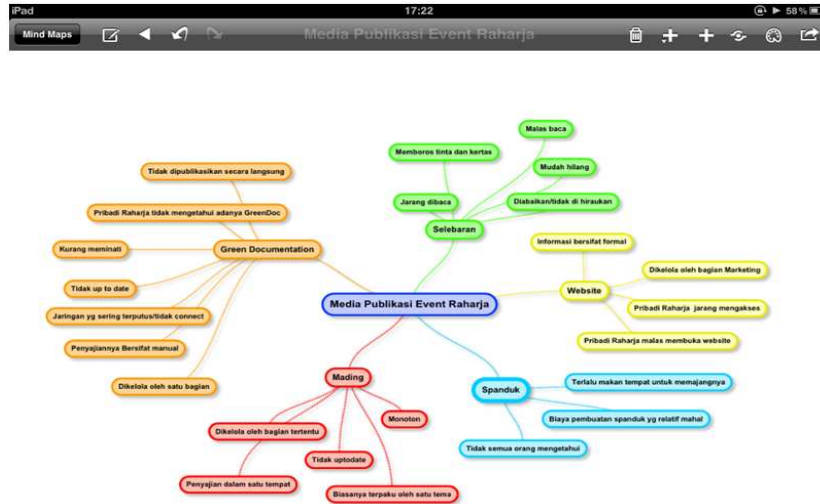 iPad 17:22 58%
Mind Maps Media Publikasi Event Raharja
Malas baca
Memboros tinta dan kertas
Mudah hilang
Jarang dibaca
Diabaikan/tidak di hiraukan
Selebaran
Tidak dipublikasikan secara langsung
Pribadi Raharja tidak mengetahui adanya GreenDoc
Kurang meminati
Green Documentation
Tidak up to date
Jaringan yg sering terputus/tidak connect
Penyajiannya Bersifat manual
Dikelola oleh satu bagian
Media Publikasi Event Raharja
Informasi bersifat formal
Dikelola oleh bagian Marketing
Website
Pribadi Raharja jarang mengakses
Pribadi Raharja malas membuka website
Mading
Monoton
Dikelola oleh bagian tertentu
Tidak uptodate
Penyajian dalam satu tempat
Biasanya terpaku oleh satu tema
Spanduk
Terlalu makan tempat untuk memajangnya
Biaya pembuatan spanduk yg relatif mahal
Tidak semua orang mengetahui